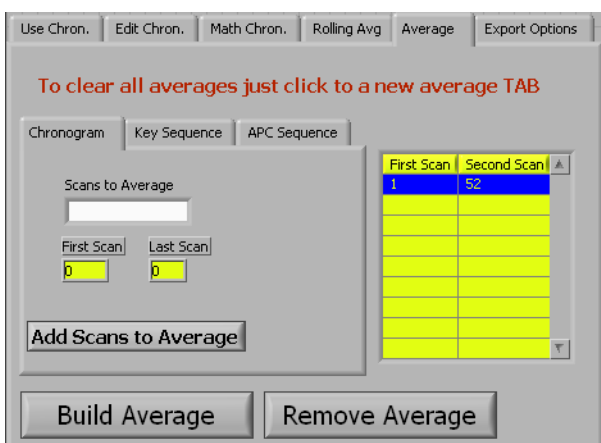 Use Chron. Edit Chron. Math Chron. Rolling Avg Average Export Options
To clear all averages just click to a new average TAB
Chronogram Key Sequence APC Sequence
First Scan Second Scan
1 52
Scans to Average
First Scan Last Scan
0 0
Add Scans to Average
Build Average Remove Average